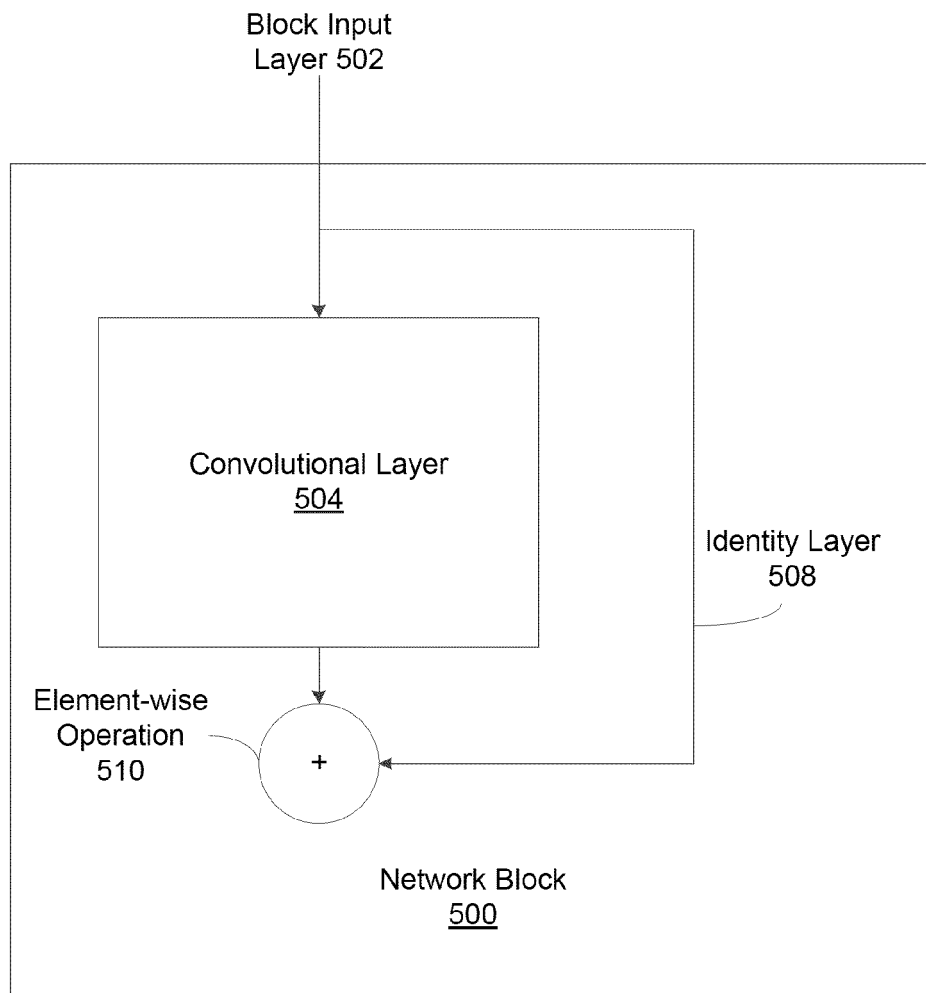 Block Input
Layer 502
Convolutional Layer
504
Identity Layer
508
Element-wise
Operation
510
+
Network Block
500